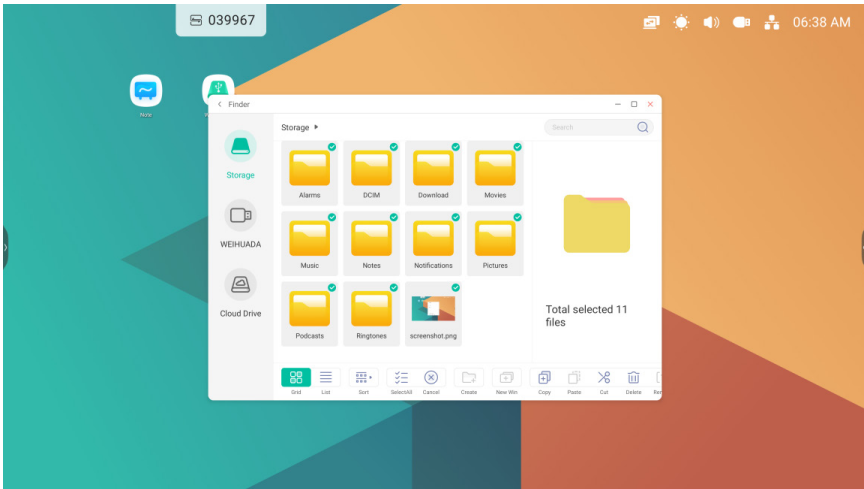 039967
06:38 AM
Note
Finder
Storage
Search
Storage
WEIHUADA
Cloud Drive
Alarms
DCIM
Download
Movies
Music
Notes
Notifications
Pictures
Podcasts
Ringtones
screenshot.png
Total selected 11
files
Grid
List
Sort
SelectAll
Cancel
Create
New Win
Copy
Paste
Cut
Delete